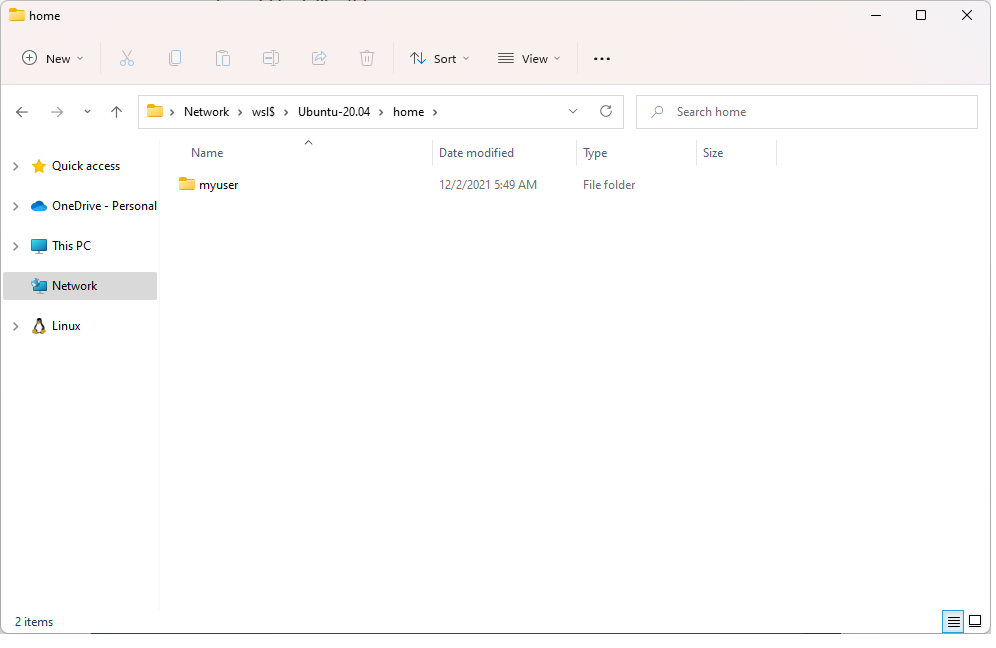 home
New Sort View
Network wsl$ Ubuntu-20.04 home Search home
Name Date modified Type Size
Quick access
myuser 12/2/2021 5:49 AM File folder
OneDrive - Personal
This PC
Network
Linux
2 items